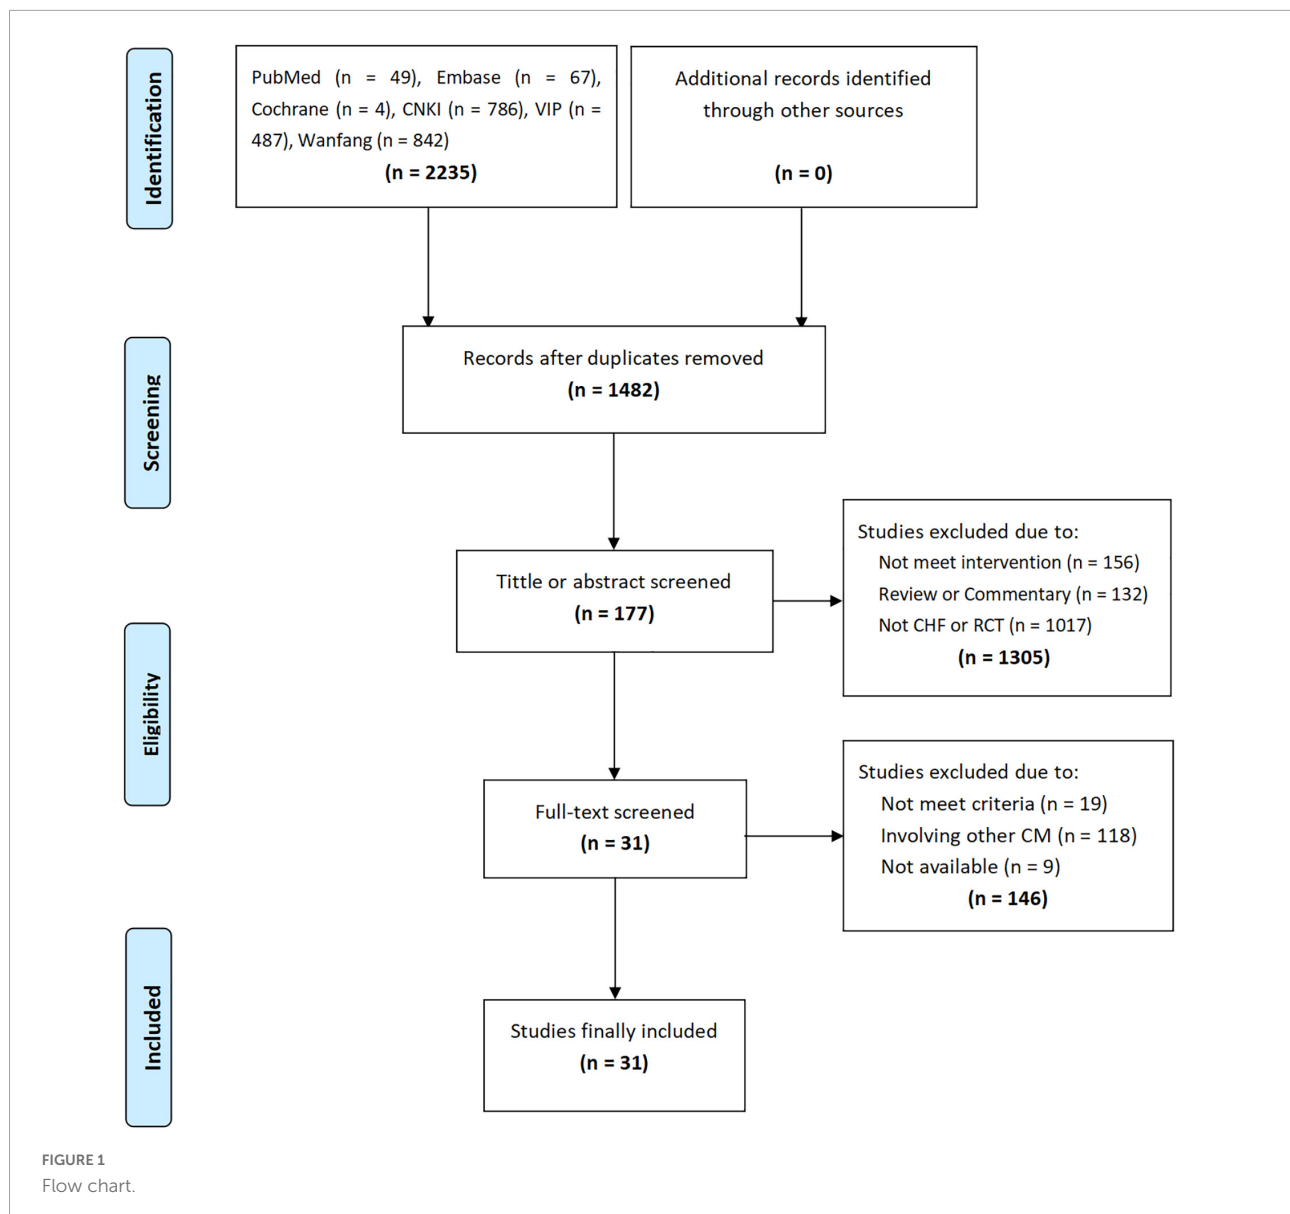 Identification
PubMed (n = 49), Embase (n = 67),
Cochrane (n = 4), CNKI (n = 786), VIP (n =
487), Wanfang (n = 842)
(n = 2235)
Additional records identified
through other sources
(n = 0)
Screening
Records after duplicates removed
(n = 1482)
Tittle or abstract screened
(n = 177)
Studies excluded due to:
Not meet intervention (n = 156)
Review or Commentary (n = 132)
Not CHF or RCT (n = 1017)
(n = 1305)
Eligibility
Full-text screened
(n = 31)
Studies excluded due to:
Not meet criteria (n = 19)
Involving other CM (n = 118)
Not available (n = 9)
(n = 146)
Included
Studies finally included
(n = 31)
FIGURE 1
Flow chart.